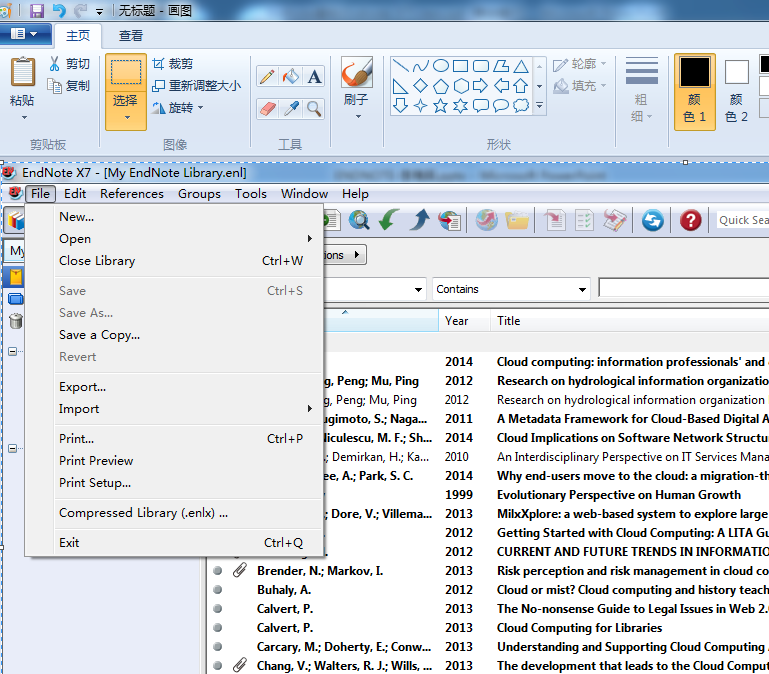 无标题 - 画图
主页
查看
粘贴
剪切
复制
剪贴板
选择
裁剪
重新调整大小
旋转
图像
A
工具
刷子
轮廓
填充
形状
粗
细
颜
色 1
颜
色 2
EndNote X7 - [My EndNote Library.enl]
File Edit References Groups Tools Window Help
New...
Open
Close Library Ctrl+W
Save Ctrl+S
Save As...
Save a Copy...
Revert
Export...
Import
Print... Ctrl+P
Print Preview
Print Setup...
Compressed Library (.enlx) ...
Exit Ctrl+Q
Quick Sea
My
ions
Contains
Year Title
2014 Cloud computing: information professionals' and
g, Peng; Mu, Ping 2012 Research on hydrological information organizatio
g, Peng; Mu, Ping 2012 Research on hydrological information organization
ugimoto, S.; Naga... 2011 A Metadata Framework for Cloud-Based Digital A
Niculescu, M. F.; Sh... 2014 Cloud Implications on Software Network Structu
.; Demirkan, H.; Ka... 2010 An Interdisciplinary Perspective on IT Services Mana
ee, A.; Park, S. C. 2014 Why end-users move to the cloud: a migration-th
1999 Evolutionary Perspective on Human Growth
.; Dore, V.; Villema... 2013 MilxXplore: a web-based system to explore large
2012 Getting Started with Cloud Computing: A LITA Gu
2012 CURRENT AND FUTURE TRENDS IN INFORMATIO
Brender, N.; Markov, I. 2013 Risk perception and risk management in cloud co
Buhaly, A. 2012 Cloud or mist? Cloud computing and history teach
Calvert, P. 2013 The No-nonsense Guide to Legal Issues in Web 2.0
Calvert, P. 2013 Cloud Computing for Libraries
Carcary, M.; Doherty, E.; Conw... 2013 Understanding and Supporting Cloud Computing
Chang, V.; Walters, R. J.; Wills, ... 2013 The development that leads to the Cloud Comput